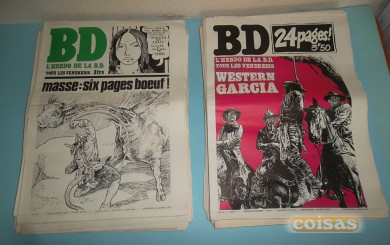 BD
L'HEBDO DE LA B.D.
TOUS LES VENDREDIS 3frs
masse:six pages boeuf!
BD
24 pages!
3F50
L'HEBDO DE LA B.D.
TOUS LES VENDREDIS
WESTERN
GARCIA
coisas